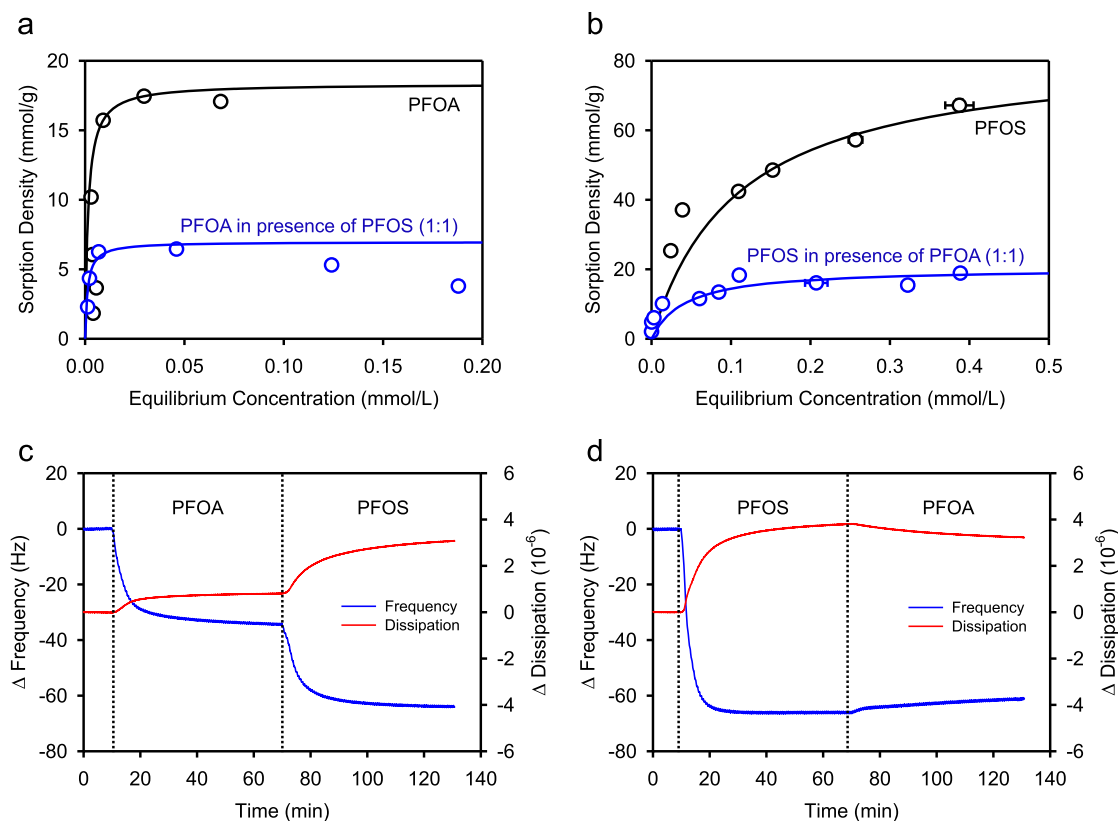 a
20
15
10
5
0
Sorption Density (mmol/g)
PFOA
PFOA in presence of PFOS (1:1)
0.00 0.05 0.10 0.15 0.20
Equilibrium Concentration (mmol/L)
b
80
60
40
20
0
Sorption Density (mmol/g)
PFOS
PFOS in presence of PFOA (1:1)
0.0 0.1 0.2 0.3 0.4 0.5
Equilibrium Concentration (mmol/L)
c
20
0
-20
-40
-60
-80
Δ Frequency (Hz)
PFOA PFOS
Frequency
Dissipation
6
4
2
0
-2
-4
-6
Δ Dissipation (10⁻⁶)
0 20 40 60 80 100 120 140
Time (min)
d
20
0
-20
-40
-60
-80
Δ Frequency (Hz)
PFOS PFOA
Frequency
Dissipation
6
4
2
0
-2
-4
-6
Δ Dissipation (10⁻⁶)
0 20 40 60 80 100 120 140
Time (min)